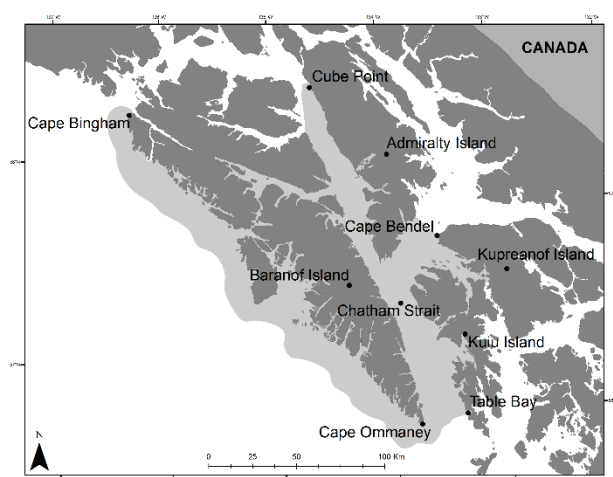 CANADA
Cube Point
Cape Bingham
Admiralty Island
Cape Bendel
Kupreanof Island
Baranof Island
Chatham Strait
Kuiu Island
Table Bay
Cape Ommaney
N
0 25 50 100 Km